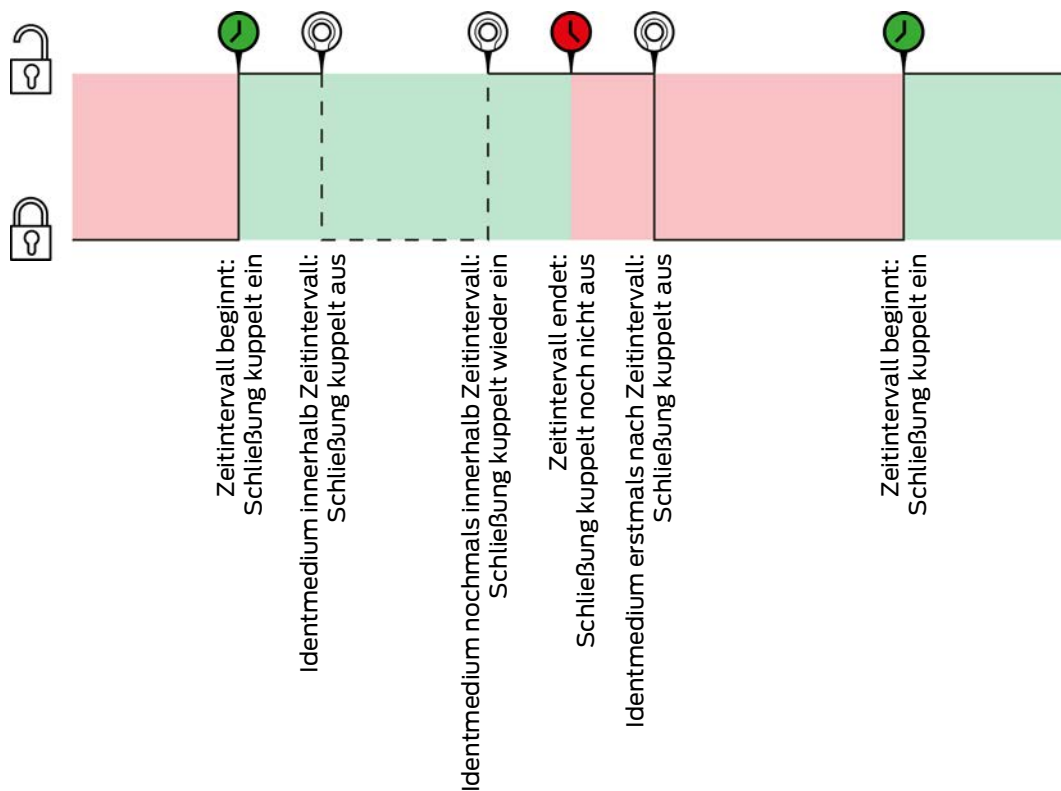 Zeitintervall beginnt:
Schließung kuppelt ein
Identmedium innerhalb Zeitintervall:
Schließung kuppelt aus
Identmedium nochmals innerhalb Zeitintervall:
Schließung kuppelt wieder ein
Zeitintervall endet:
Schließung kuppelt noch nicht aus
Identmedium erstmals nach Zeitintervall:
Schließung kuppelt aus
Zeitintervall beginnt:
Schließung kuppelt ein